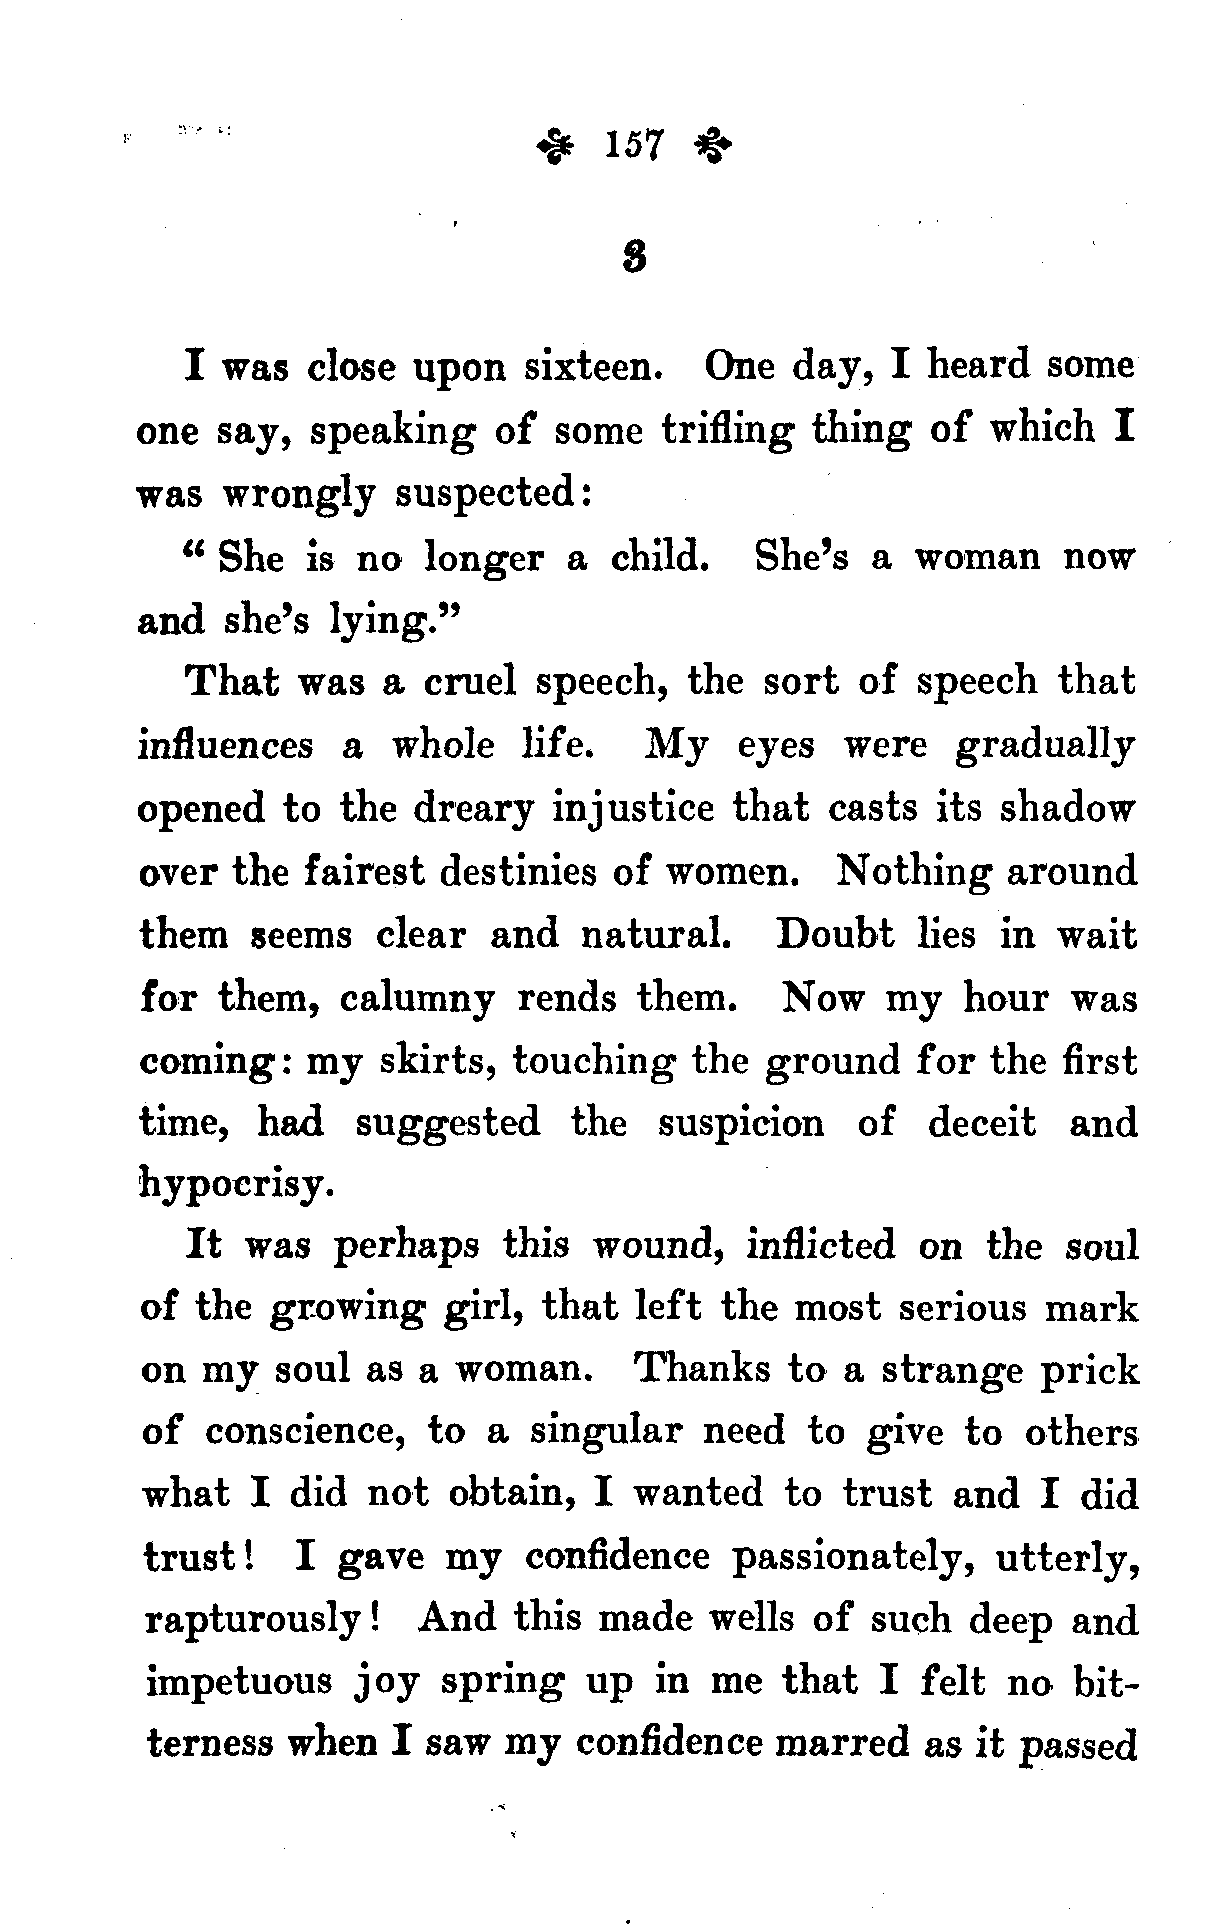 157
3
I was close upon sixteen. One day, I heard some
one say, speaking of some trifling thing of which I
was wrongly suspected:
“ She is no longer a child. She’s a woman now
and she’s lying.”
That was a cruel speech, the sort of speech that
influences a whole life. My eyes were gradually
opened to the dreary injustice that casts its shadow
over the fairest destinies of women. Nothing around
them seems clear and natural. Doubt lies in wait
for them, calumny rends them. Now my hour was
coming: my skirts, touching the ground for the first
time, had suggested the suspicion of deceit and
hypocrisy.
It was perhaps this wound, inflicted on the soul
of the growing girl, that left the most serious mark
on my soul as a woman. Thanks to a strange prick
of conscience, to a singular need to give to others
what I did not obtain, I wanted to trust and I did
trust! I gave my confidence passionately, utterly,
rapturously! And this made wells of such deep and
impetuous joy spring up in me that I felt no bit-
terness when I saw my confidence marred as it passed